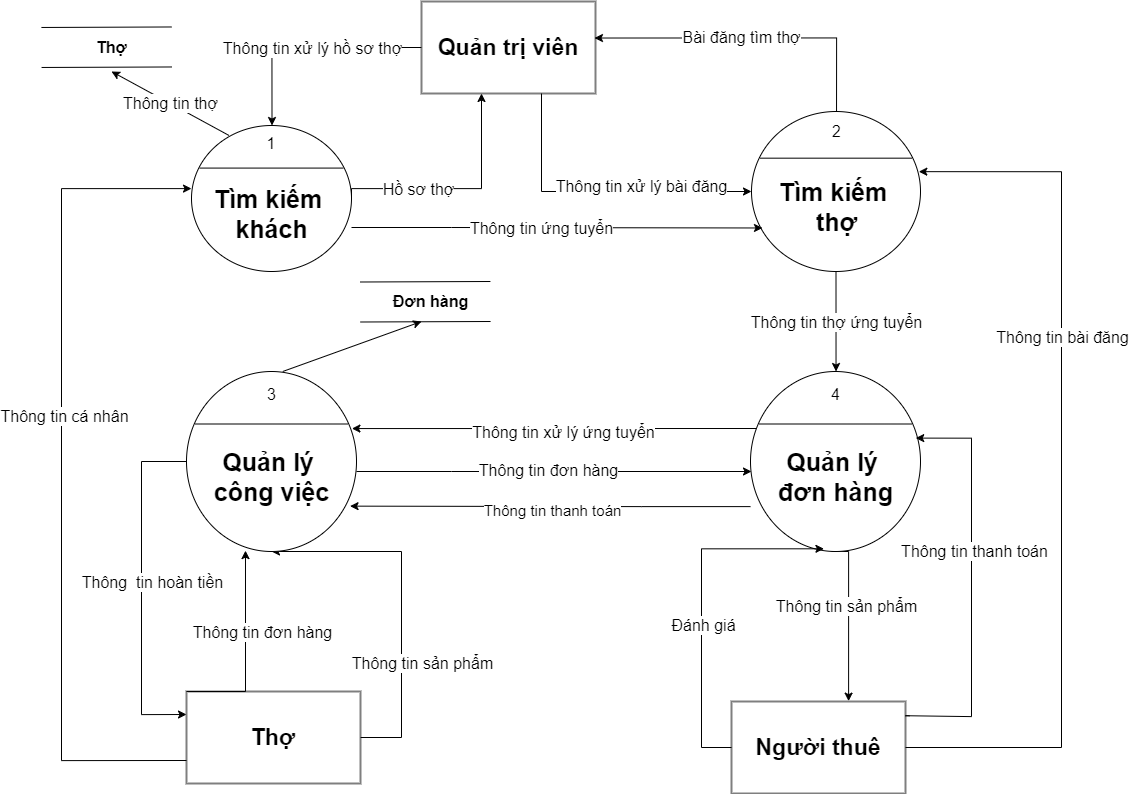 Quản trị viên
Bài đăng tìm thợ
Thợ
Thông tin xử lý hồ sơ thợ
Thông tin thợ
1
2
Tìm kiếm
khách
Hồ sơ thợ
Thông tin xử lý bài đăng
Tìm kiếm
thợ
Thông tin ứng tuyển
Đơn hàng
Thông tin thợ ứng tuyển
Thông tin bài đăng
3
4
Thông tin cá nhân
Thông tin xử lý ứng tuyển
Quản lý
công việc
Thông tin đơn hàng
Quản lý
đơn hàng
Thông tin thanh toán
Thông tin thanh toán
Thông  tin hoàn tiền
Thông tin sản phẩm
Đánh giá
Thông tin đơn hàng
Thông tin sản phẩm
Thợ
Người thuê